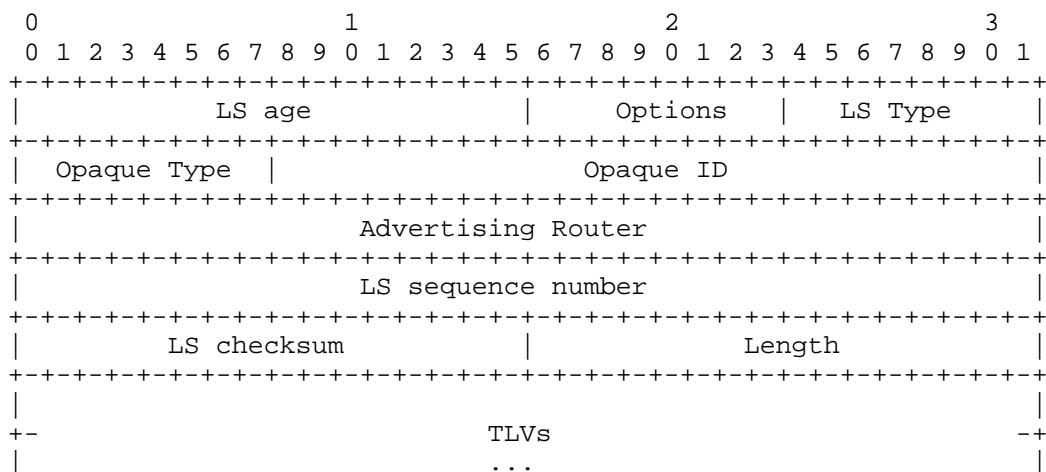 0                   1                   2                   3
 0 1 2 3 4 5 6 7 8 9 0 1 2 3 4 5 6 7 8 9 0 1 2 3 4 5 6 7 8 9 0 1
+-+-+-+-+-+-+-+-+-+-+-+-+-+-+-+-+-+-+-+-+-+-+-+-+-+-+-+-+-+-+-+-+
|            LS age             |     Options   |   LS Type     |
+-+-+-+-+-+-+-+-+-+-+-+-+-+-+-+-+-+-+-+-+-+-+-+-+-+-+-+-+-+-+-+-+
|  Opaque Type  |                   Opaque ID                   |
+-+-+-+-+-+-+-+-+-+-+-+-+-+-+-+-+-+-+-+-+-+-+-+-+-+-+-+-+-+-+-+-+
|                     Advertising Router                        |
+-+-+-+-+-+-+-+-+-+-+-+-+-+-+-+-+-+-+-+-+-+-+-+-+-+-+-+-+-+-+-+-+
|                     LS sequence number                        |
+-+-+-+-+-+-+-+-+-+-+-+-+-+-+-+-+-+-+-+-+-+-+-+-+-+-+-+-+-+-+-+-+
|         LS checksum           |             Length            |
+-+-+-+-+-+-+-+-+-+-+-+-+-+-+-+-+-+-+-+-+-+-+-+-+-+-+-+-+-+-+-+-+
|                                                               |
+-                            TLVs                             -+
|                             ...                               |